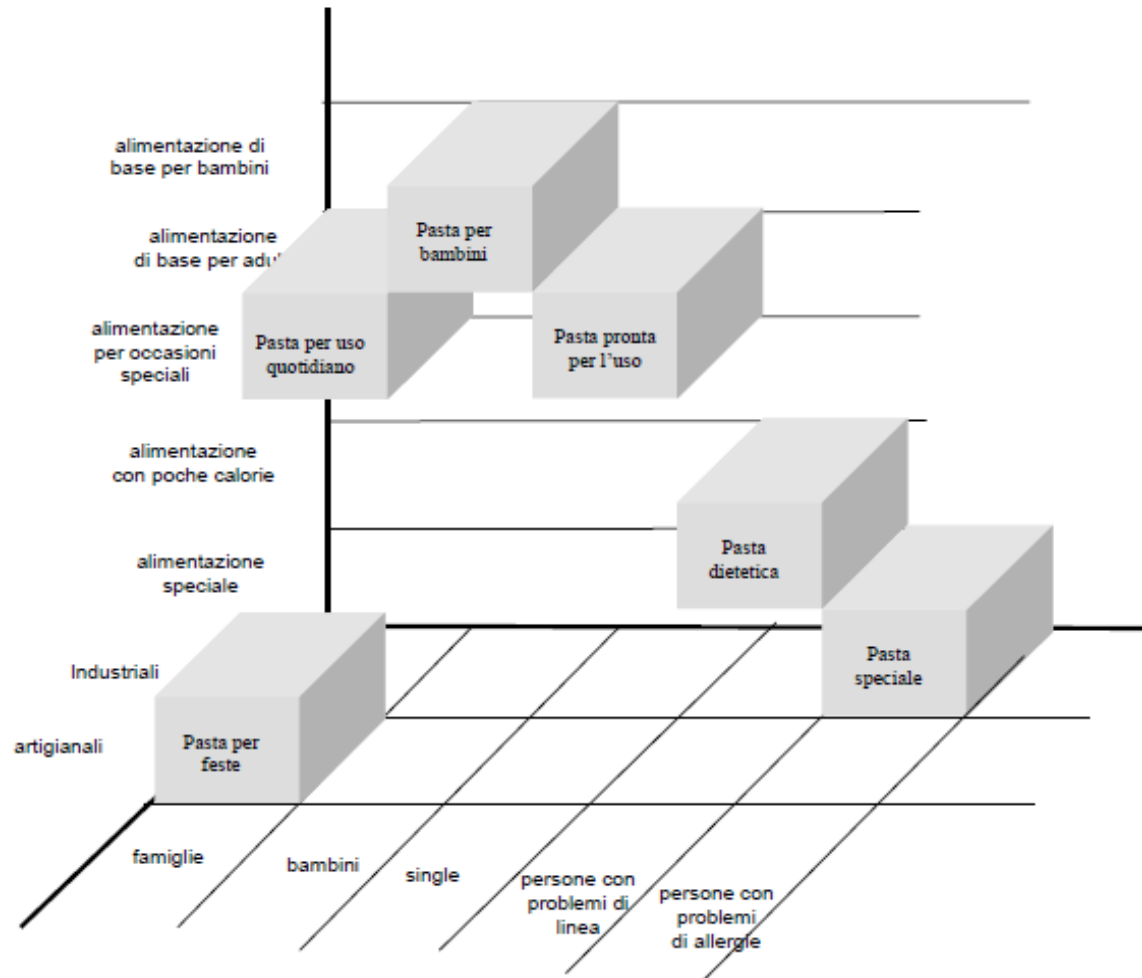 alimentazione di
base per bambini
Pasta per
bambini
alimentazione
di base per adul
alimentazione
per occasioni
speciali
Pasta per uso
quotidiano
Pasta pronta
per l'uso
alimentazione
con poche calorie
Pasta
dietetica
alimentazione
speciale
Pasta
speciale
Industriali
artigianali
Pasta per
feste
famiglie
bambini
single
persone con
problemi di
linea
persone con
problemi
di allergie